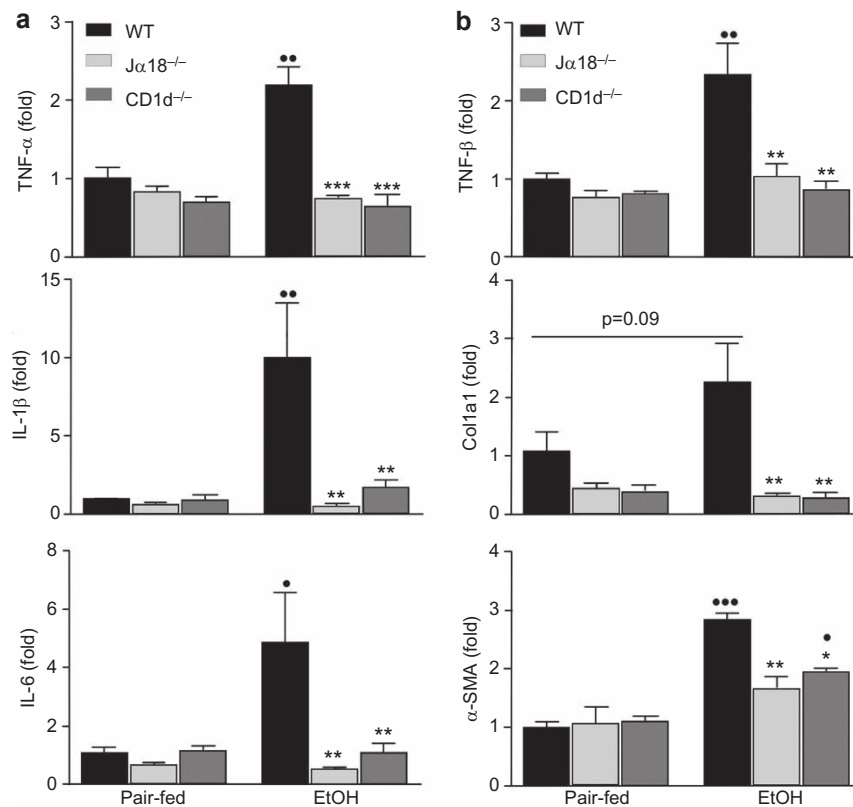 a
3
2
1
0
TNF-α (fold)
WT
Jα18–/–
CD1d–/–
••
***
***
15
10
5
0
IL-1β (fold)
••
**
**
8
6
4
2
0
IL-6 (fold)
•
**
**
Pair-fed
EtOH
b
3
2
1
0
TNF-β (fold)
WT
Jα18–/–
CD1d–/–
••
**
**
4
3
2
1
0
Col1a1 (fold)
p=0.09
**
**
4
3
2
1
0
α-SMA (fold)
•••
**
•
*
Pair-fed
EtOH